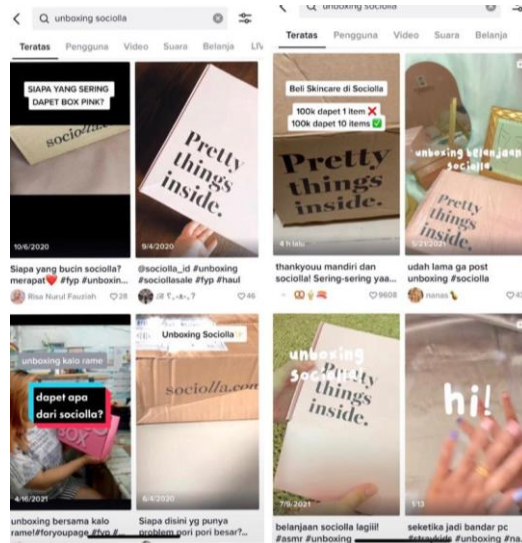 unboxing sociolla
Teratas Pengguna Video Suara Belanja LIV
SIAPA YANG SERING
DAPET BOX PINK?
sociolla.
10/6/2020
Siapa yang bucin sociolla?
merapat❤️ #fyp #unboxin...
Risa Nurul Fauziah 28
Pretty
things
inside.
9/4/2020
@sociolla_id #unboxing
#sociollasale #fyp #haul
46
unboxing kalo rame
dapet apa
dari sociolla?
BOX
4/16/2021
unboxing bersama kalo
rame!#foryoupage #fyp #...
Unboxing Sociolla
sociolla.com
6/4/2020
Siapa disini yg punya
problem pori pori besar?...
unboxing sociolla
Teratas Pengguna Video Suara Belanja
Beli Skincare di Sociolla
100k dapet 1 item ❌
100k dapet 10 items ✅
Pretty
things
inside.
4 h lalu
thankyouu mandiri dan
sociolla! Sering-sering yaa...
9608
unboxing belanjaan
sociolla.
Pretty
things
inside.
5/21/2021
udah lama ga post
unboxing #sociolla
nanas
unboxing
sociolla!
things
inside.
7/9/2021
belanjaan sociolla lagiii!
#asmr #unboxing
hi!
1/13
seketika jadi bandar pc
#straykids #unboxing #na...